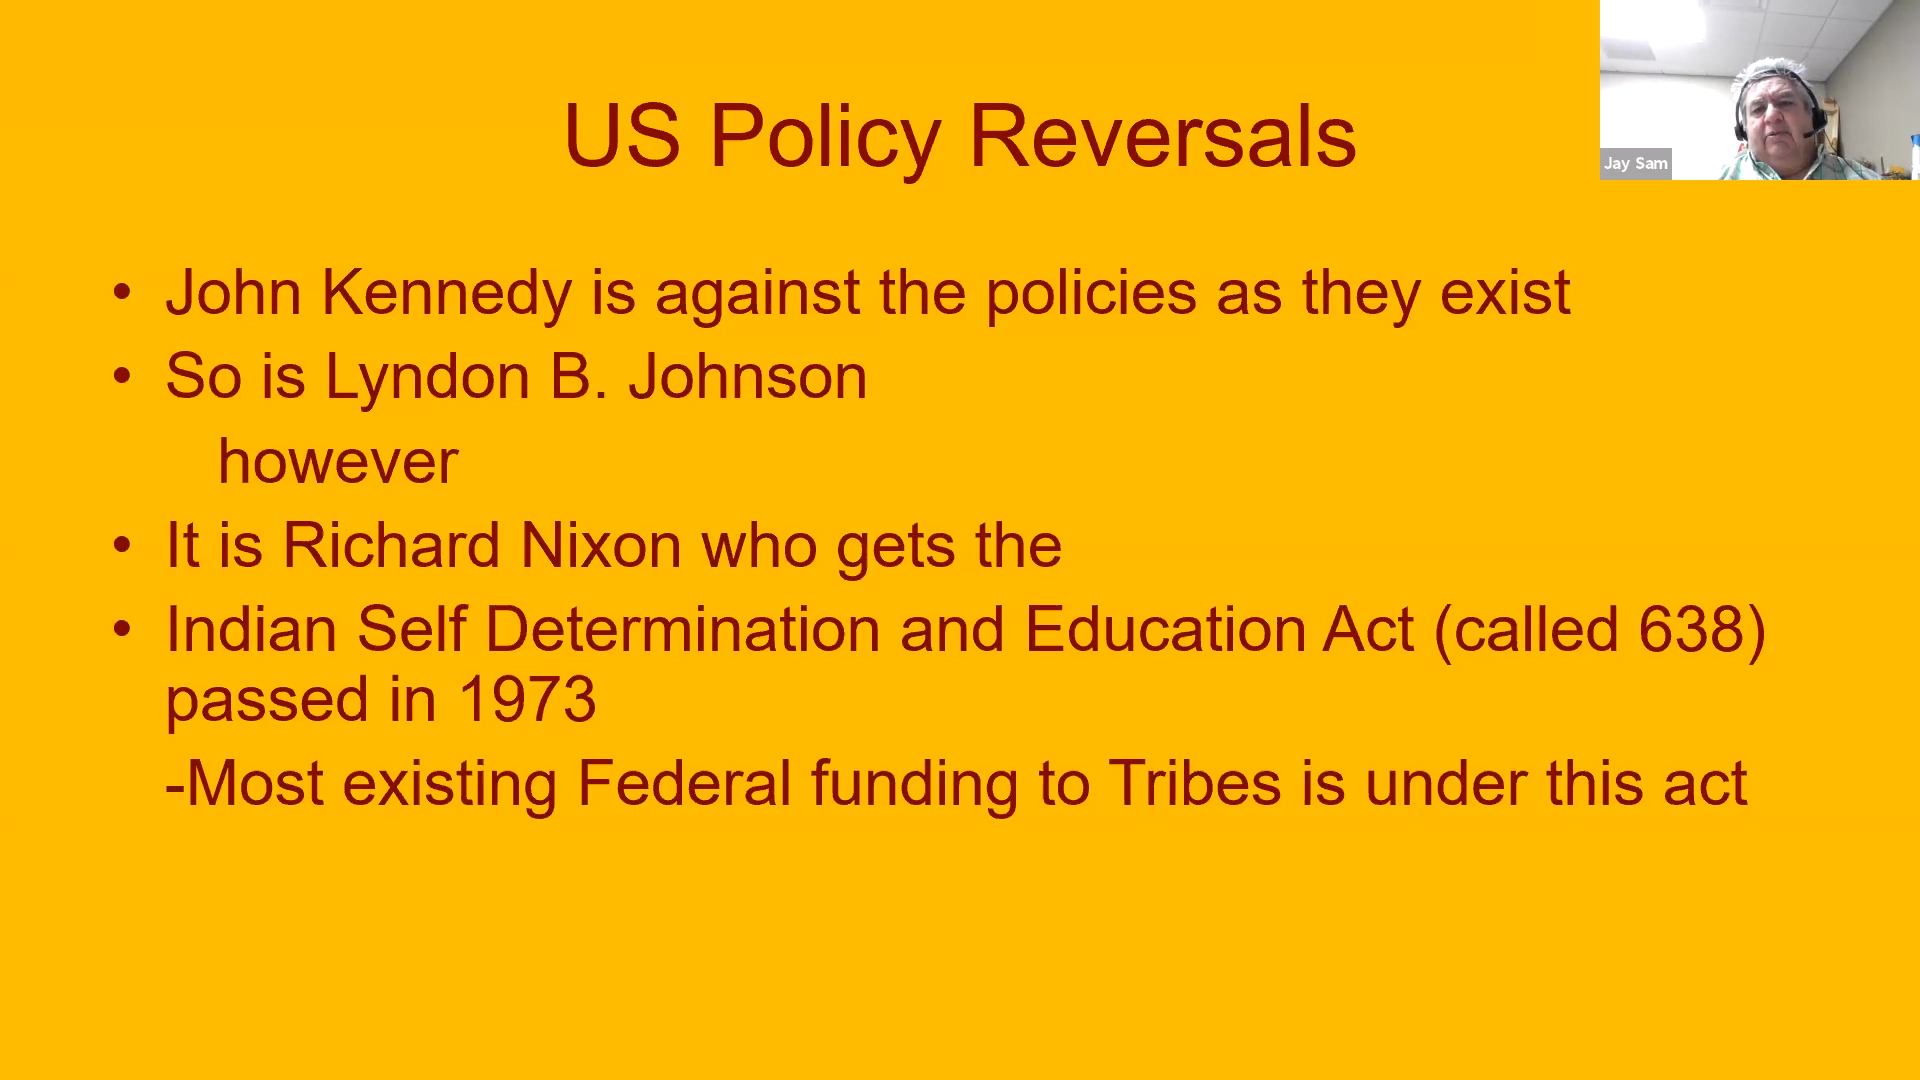 US Policy Reversals
Jay Sam
• John Kennedy is against the policies as they exist
• So is Lyndon B. Johnson
however
• It is Richard Nixon who gets the
• Indian Self Determination and Education Act (called 638)
passed in 1973
-Most existing Federal funding to Tribes is under this act